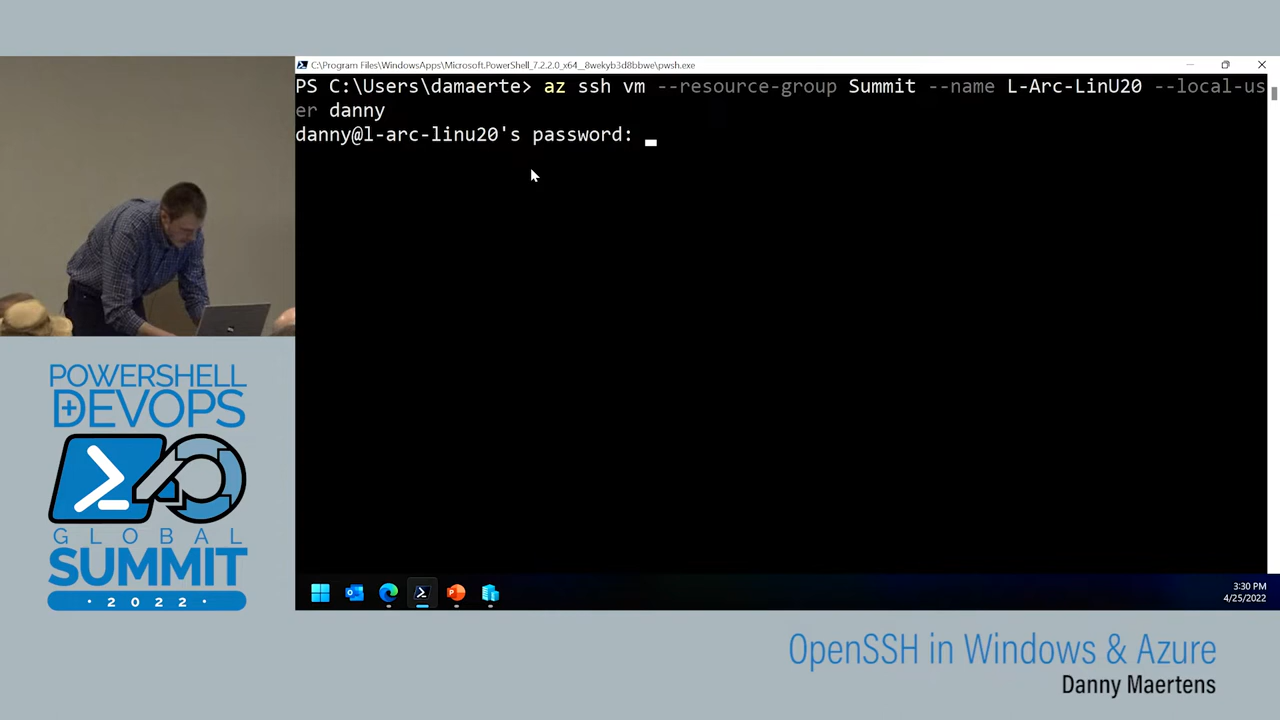 C:\Program Files\WindowsApps\Microsoft.PowerShell_7.2.2.0_x64__8wekyb3d8bbwe\pwsh.exe
PS C:\Users\damaerte> az ssh vm --resource-group Summit --name L-Arc-LinU20 --local-us
er danny
danny@l-arc-linu20's password:
POWERSHELL
+ DEVOPS
GLOBAL
SUMMIT
· 2022 ·
3:30 PM
4/25/2022
OpenSSH in Windows & Azure
Danny Maertens